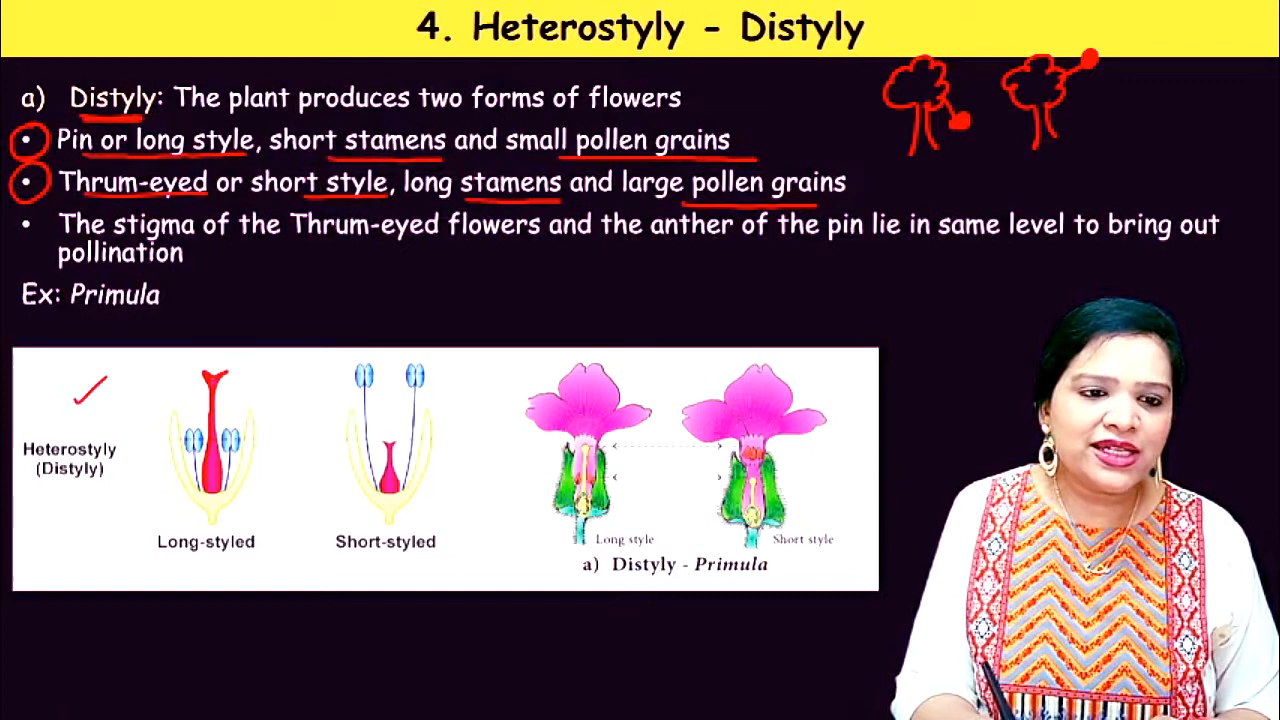 4. Heterostyly - Distyly
a) Distyly: The plant produces two forms of flowers
• Pin or long style, short stamens and small pollen grains
• Thrum-eyed or short style, long stamens and large pollen grains
• The stigma of the Thrum-eyed flowers and the anther of the pin lie in same level to bring out
pollination
Ex: Primula
Heterostyly
(Distyly)
Long-styled
Short-styled
Long style
Short style
a) Distyly - Primula